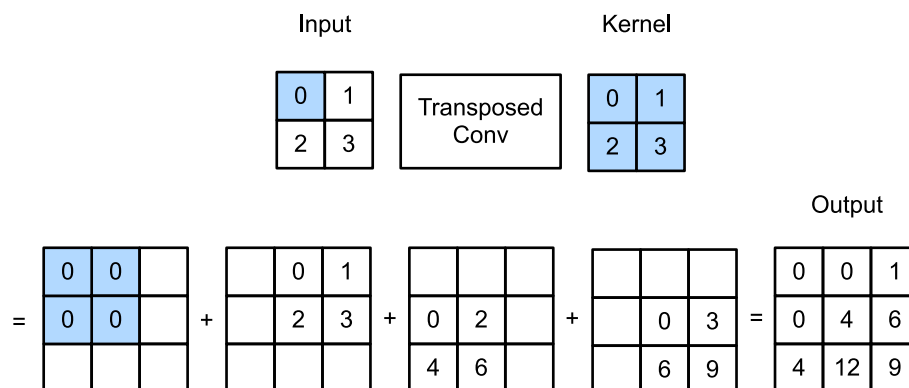 Input Kernel
0 1 Transposed Conv 0 1
2 3 2 3
Output
0 0 0 1 0 0 1
= 0 0 + 2 3 + 0 2 + 0 3 = 0 4 6
4 6 6 9 4 12 9